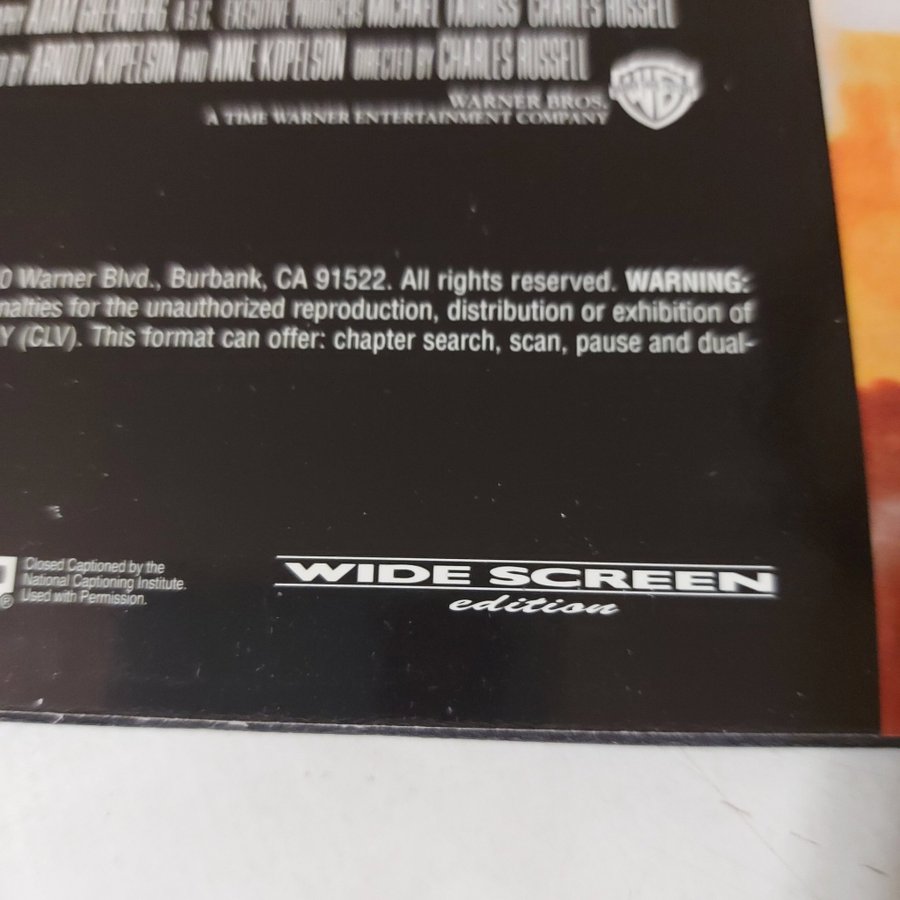 ADAM GREENBERG, A.S.C. EXECUTIVE PRODUCERS MICHAEL TADROSS CHARLES RUSSELL
BY ARNOLD KOPELSON AND ANNE KOPELSON DIRECTED BY CHARLES RUSSELL
WARNER BROS.
A TIME WARNER ENTERTAINMENT COMPANY
WB
0 Warner Blvd., Burbank, CA 91522. All rights reserved. WARNING:
nalties for the unauthorized reproduction, distribution or exhibition of
Y (CLV). This format can offer: chapter search, scan, pause and dual-
Closed Captioned by the
National Captioning Institute.
Used with Permission.
®
WIDE SCREEN
edition